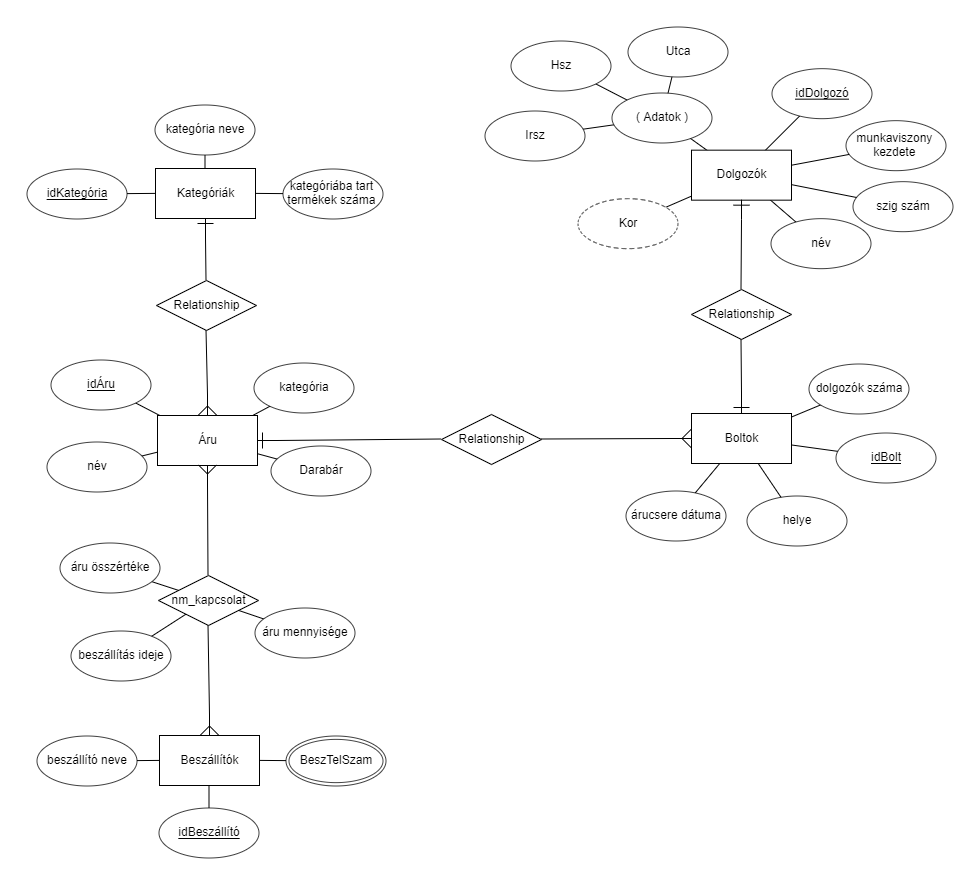 Utca
Hsz
( Adatok )
Irsz
idDolgozó
munkaviszony
kezdete
Dolgozók
szig szám
Kor
név
kategória neve
idKategória
Kategóriák
kategóriába tart
termékek száma
Relationship
Relationship
idÁru
kategória
Áru
név
Darabár
Relationship
dolgozók száma
Boltok
idBolt
árucsere dátuma
helye
áru összértéke
nm_kapcsolat
áru mennyisége
beszállítás ideje
beszállító neve
Beszállítók
BeszTelSzam
idBeszállító